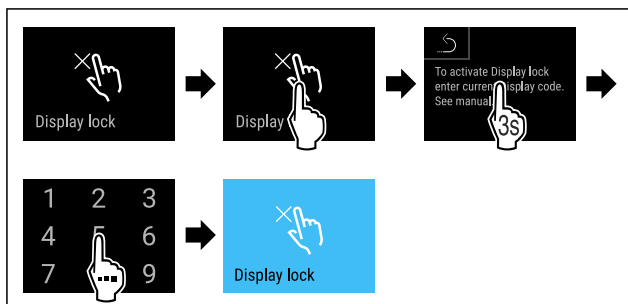 Display lock
Display
To activate Display lock
enter current display code.
See manual.
3s
1 2 3
4 5 6
7 9
Display lock